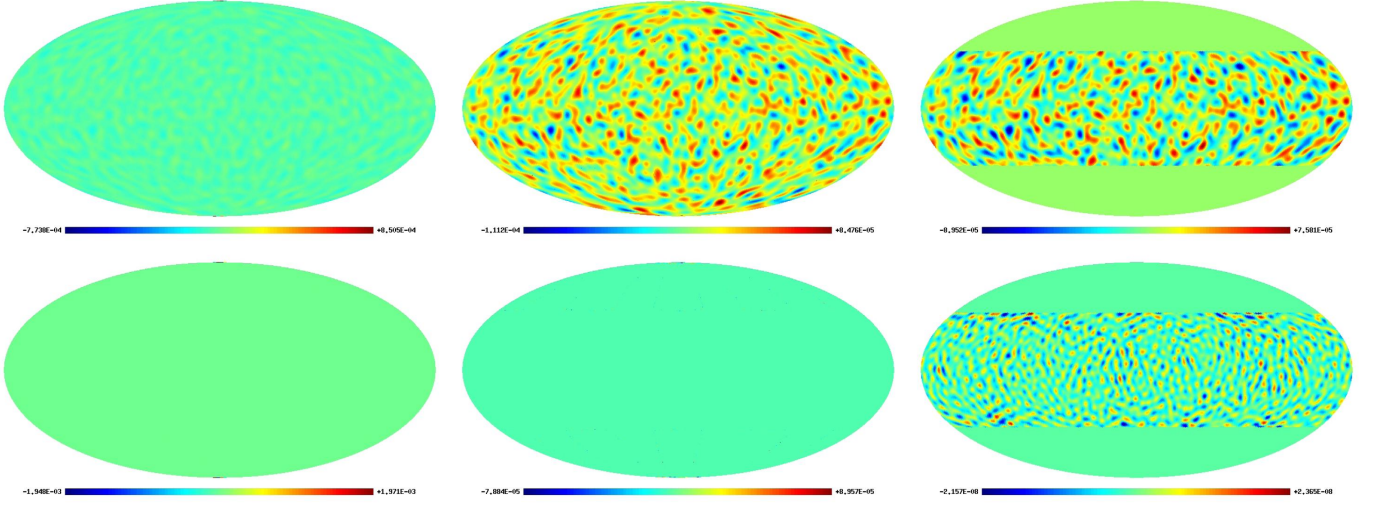 -7,738E-04 +8,505E-04
-1,112E-04 +8,476E-05
-8,952E-05 +7,581E-05
-1,948E-03 +1,971E-03
-7,884E-05 +8,957E-05
-2,157E-08 +2,365E-08